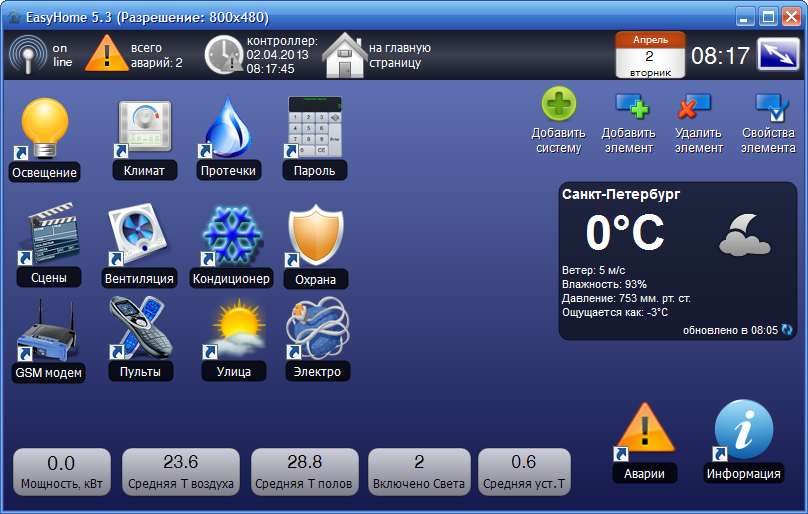 EasyHome 5.3 (Разрешение: 800x480)
on
line
всего
аварий: 2
контроллер:
02.04.2013
08:17:45
на главную
страницу
Апрель
2
вторник
08:17
Добавить
систему
Добавить
элемент
Удалить
элемент
Свойства
элемента
Освещение
Климат
Протечки
Пароль
Сцены
Вентиляция
Кондиционер
Охрана
GSM модем
Пульты
Улица
Электро
Санкт-Петербург
0°C
Ветер: 5 м/с
Влажность: 93%
Давление: 753 мм. рт. ст.
Ощущается как: -3°C
обновлено в 08:05
Аварии
Информация
0.0
Мощность, кВт
23.6
Средняя Т воздуха
28.8
Средняя Т полов
2
Включено Света
0.6
Средняя уст.Т